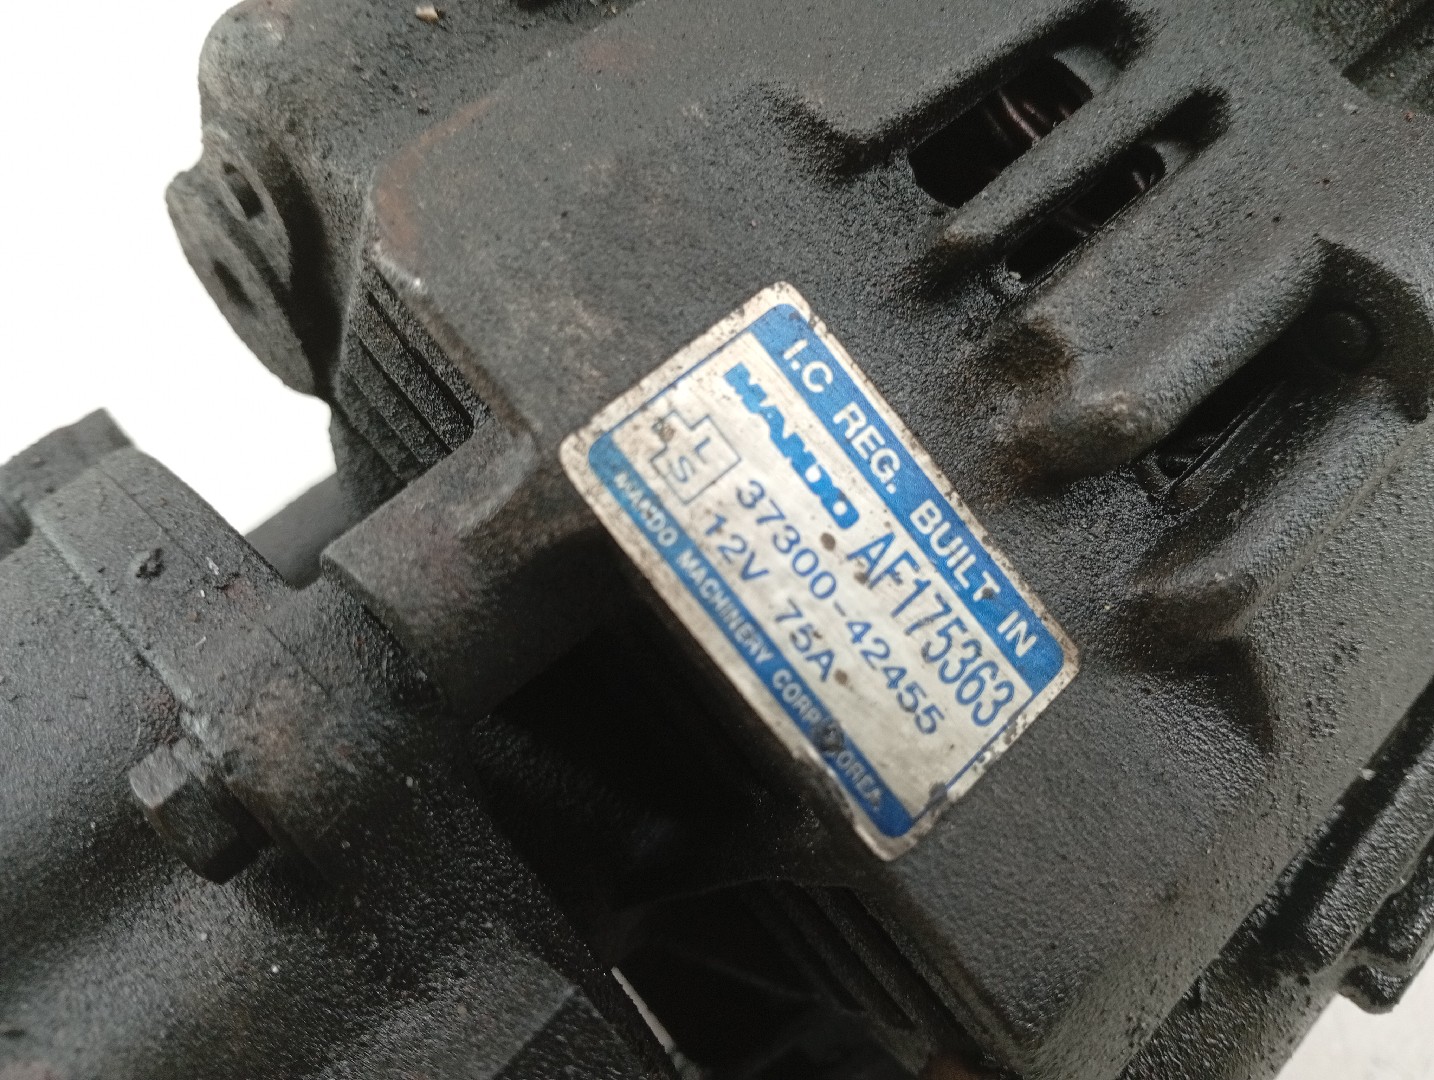 I.C REG. BUILT IN
MANDO AF175363
L
S
37300-42455
12V 75A
MANDO MACHINERY CORP KOREA